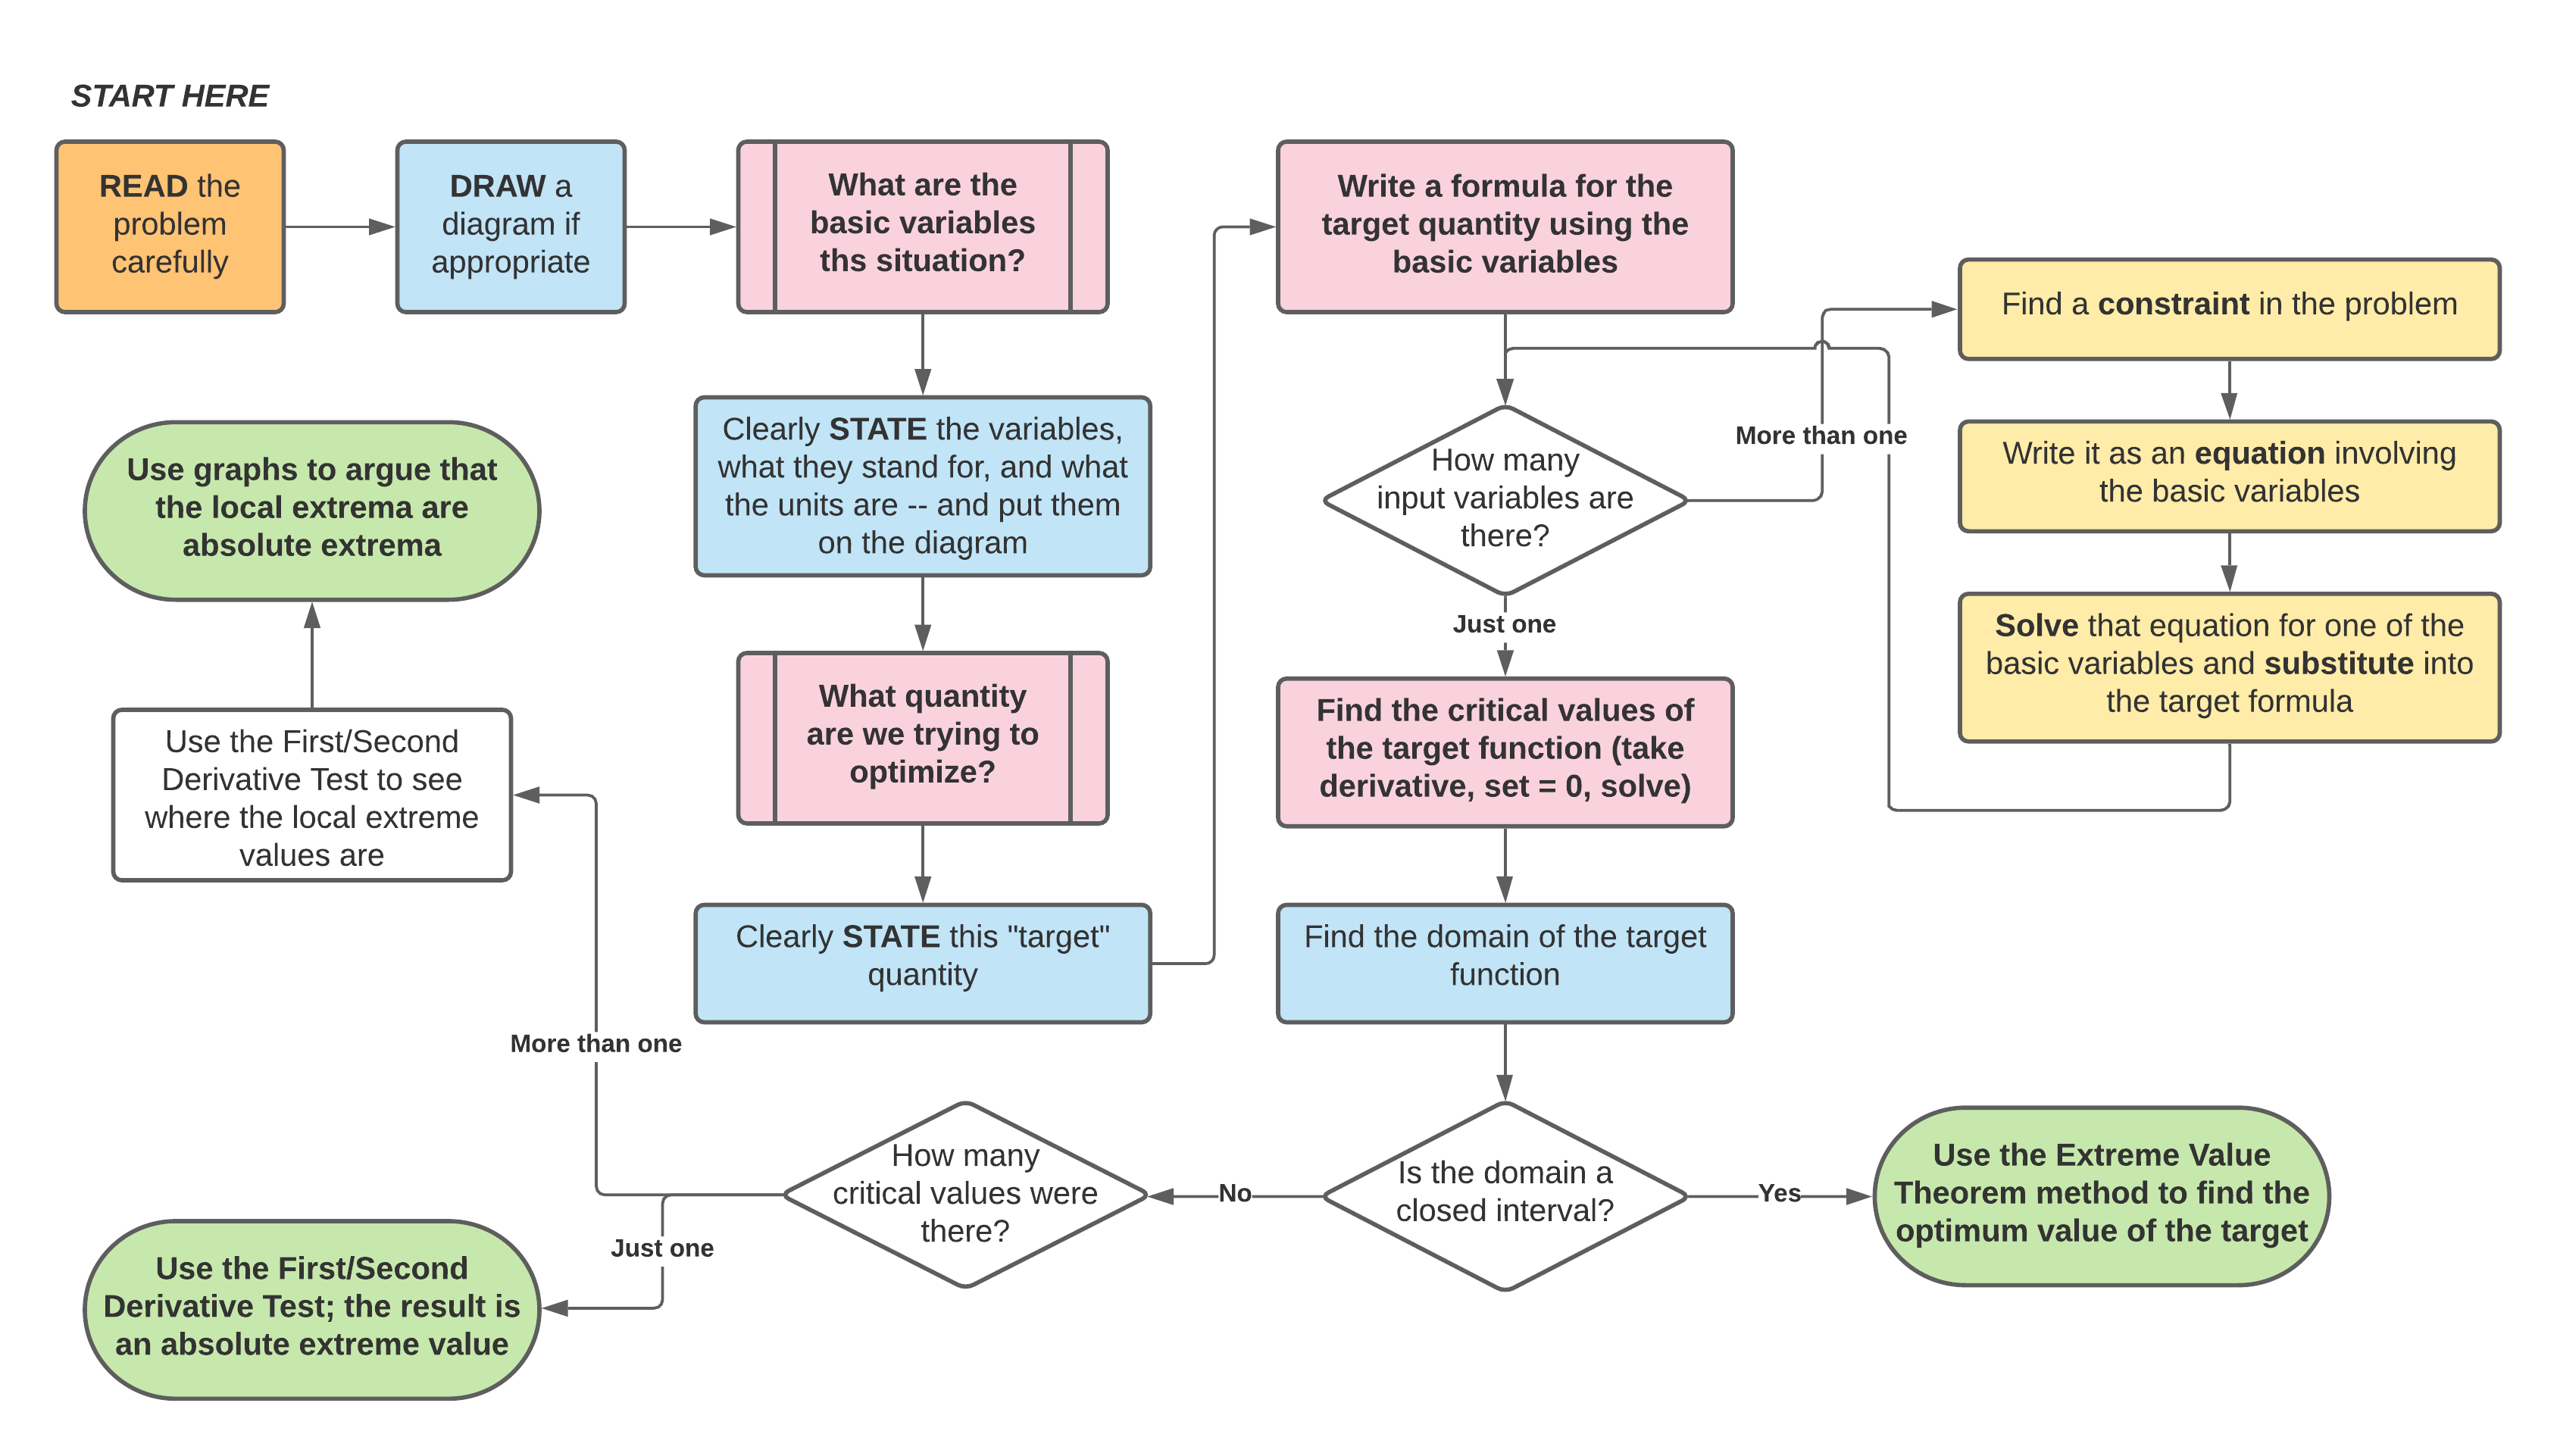 START HERE
READ the
problem
carefully
DRAW a
diagram if
appropriate
What are the
basic variables
ths situation?
Clearly STATE the variables,
what they stand for, and what
the units are -- and put them
on the diagram
What quantity
are we trying to
optimize?
Clearly STATE this "target"
quantity
Write a formula for the
target quantity using the
basic variables
How many
input variables are
there?
More than one
Find a constraint in the problem
Write it as an equation involving
the basic variables
Solve that equation for one of the
basic variables and substitute into
the target formula
Just one
Find the critical values of
the target function (take
derivative, set = 0, solve)
Find the domain of the target
function
Is the domain a
closed interval?
Yes
Use the Extreme Value
Theorem method to find the
optimum value of the target
No
How many
critical values were
there?
More than one
Use the First/Second
Derivative Test to see
where the local extreme
values are
Use graphs to argue that
the local extrema are
absolute extrema
Just one
Use the First/Second
Derivative Test; the result is
an absolute extreme value